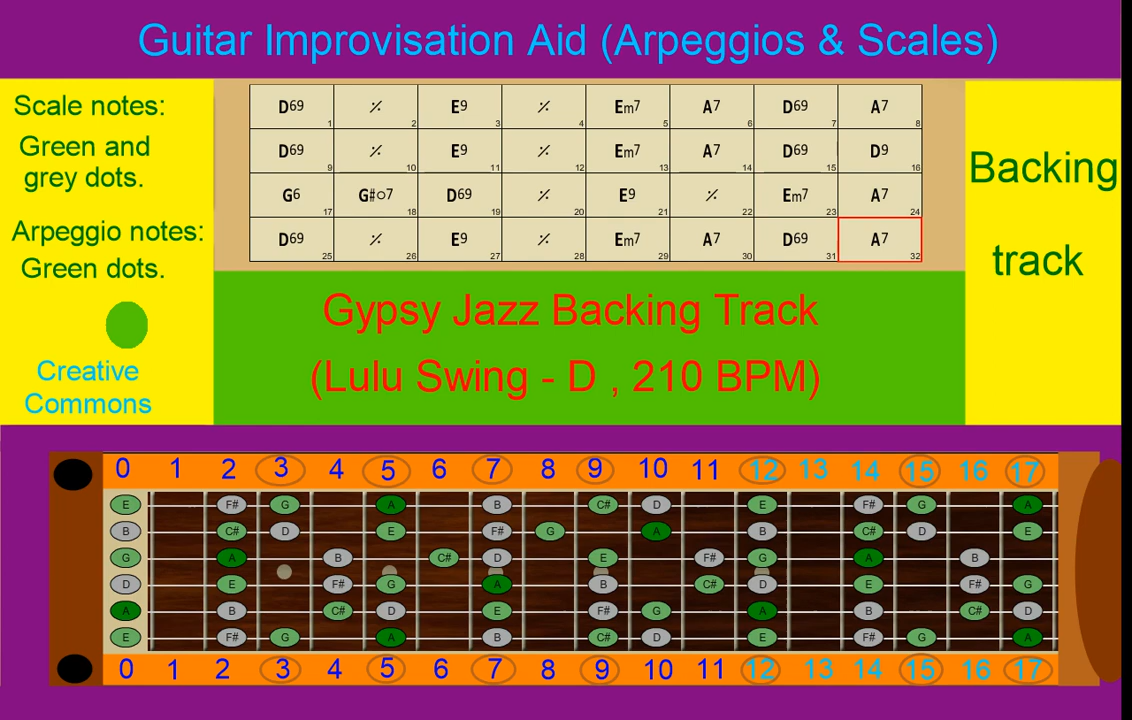 Guitar Improvisation Aid (Arpeggios & Scales)
Scale notes:
Green and
grey dots.
Arpeggio notes:
Green dots.
Creative
Commons
D69 1 ٪ 2 E9 3 ٪ 4 Em7 5 A7 6 D69 7 A7 8
D69 9 ٪ 10 E9 11 ٪ 12 Em7 13 A7 14 D69 15 D9 16
G6 17 G#o7 18 D69 19 ٪ 20 E9 21 ٪ 22 Em7 23 A7 24
D69 25 ٪ 26 E9 27 ٪ 28 Em7 29 A7 30 D69 31 A7 32
Gypsy Jazz Backing Track
(Lulu Swing - D , 210 BPM)
Backing
track
0 1 2 3 4 5 6 7 8 9 10 11 12 13 14 15 16 17
E F# G A B C# D E F# G A
B C# D E F# G A B C# D E
G A B C# D E F# G A B
D E F# G A B C# D E F# G
A B C# D E F# G A B C# D
E F# G A B C# D E F# G A
0 1 2 3 4 5 6 7 8 9 10 11 12 13 14 15 16 17